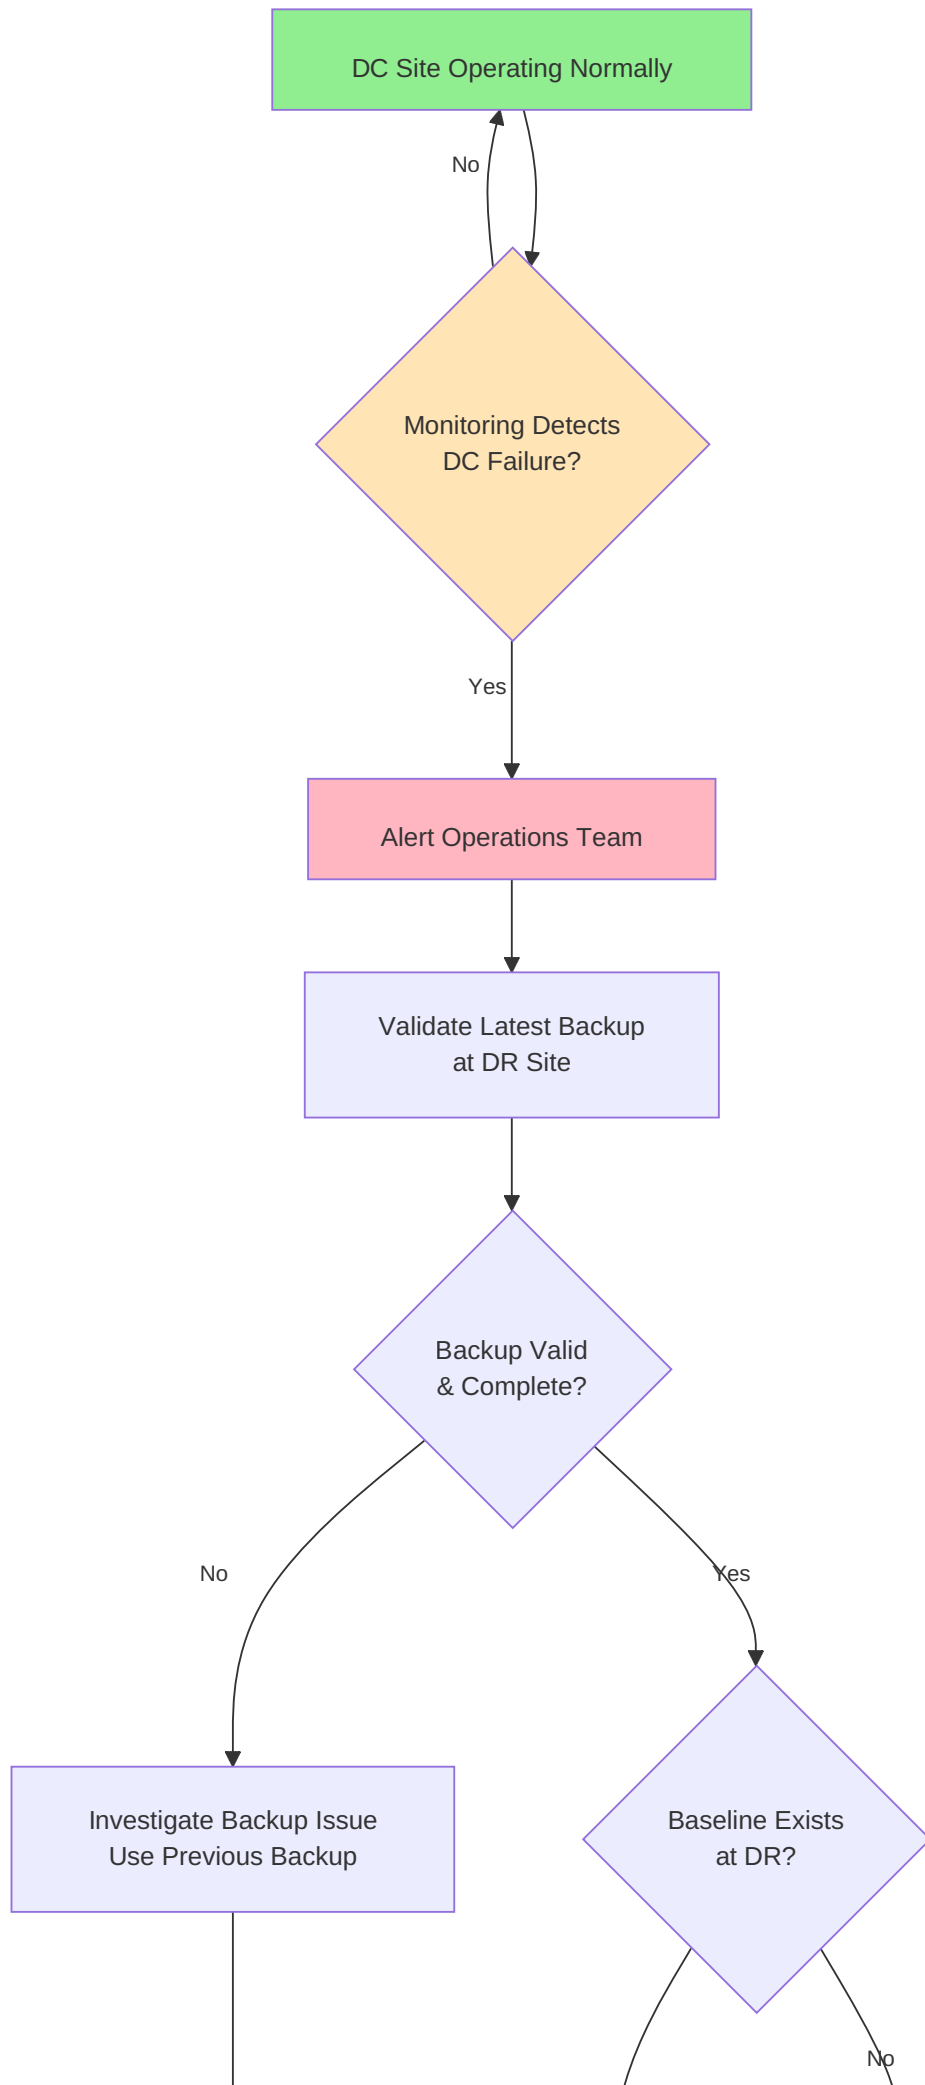 DC Site Operating Normally
No
Monitoring Detects
DC Failure?
Yes
Alert Operations Team
Validate Latest Backup
at DR Site
Backup Valid
& Complete?
No
Yes
Investigate Backup Issue
Use Previous Backup
Baseline Exists
at DR?
No